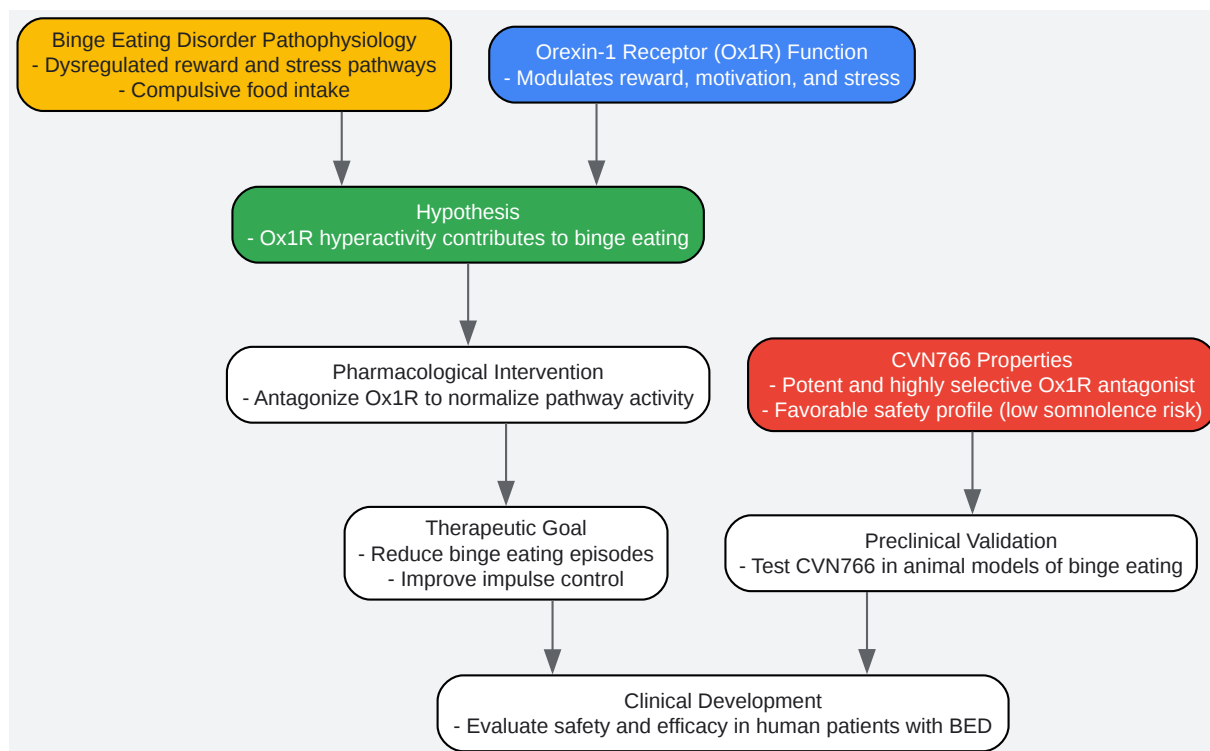 Binge Eating Disorder Pathophysiology
- Dysregulated reward and stress pathways
- Compulsive food intake
Orexin-1 Receptor (Ox1R) Function
- Modulates reward, motivation, and stress
Hypothesis
- Ox1R hyperactivity contributes to binge eating
Pharmacological Intervention
- Antagonize Ox1R to normalize pathway activity
CVN766 Properties
- Potent and highly selective Ox1R antagonist
- Favorable safety profile (low somnolence risk)
Therapeutic Goal
- Reduce binge eating episodes
- Improve impulse control
Preclinical Validation
- Test CVN766 in animal models of binge eating
Clinical Development
- Evaluate safety and efficacy in human patients with BED